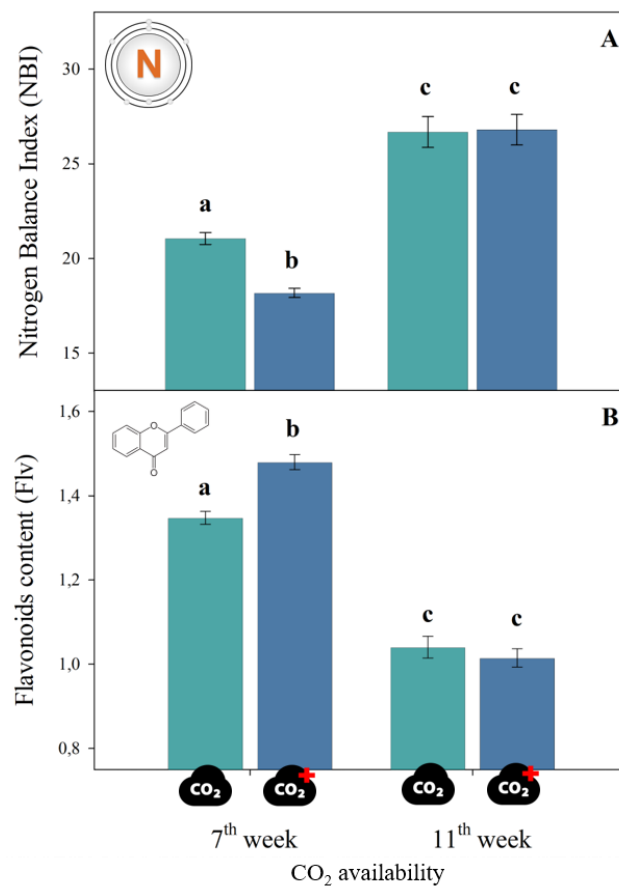 A
N
Nitrogen Balance Index (NBI)
30
25
20
15
a
b
c
c
B
O
O
Flavonoids content (Flv)
1,6
1,4
1,2
1,0
0,8
a
b
c
c
CO₂
CO₂
CO₂
CO₂
7th week
11th week
CO₂ availability